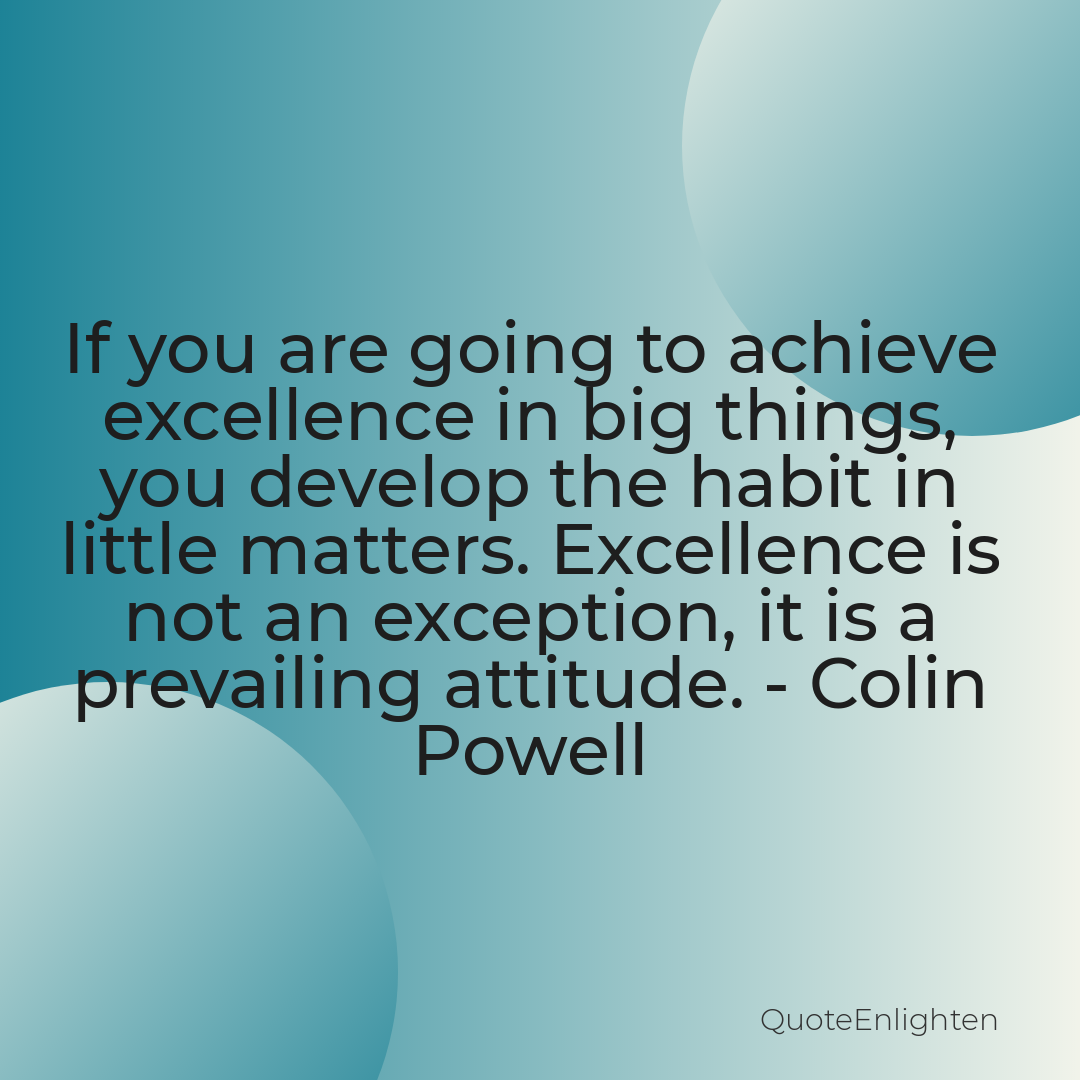 If you are going to achieve
excellence in big things,
you develop the habit in
little matters. Excellence is
not an exception, it is a
prevailing attitude. - Colin
Powell
QuoteEnlighten